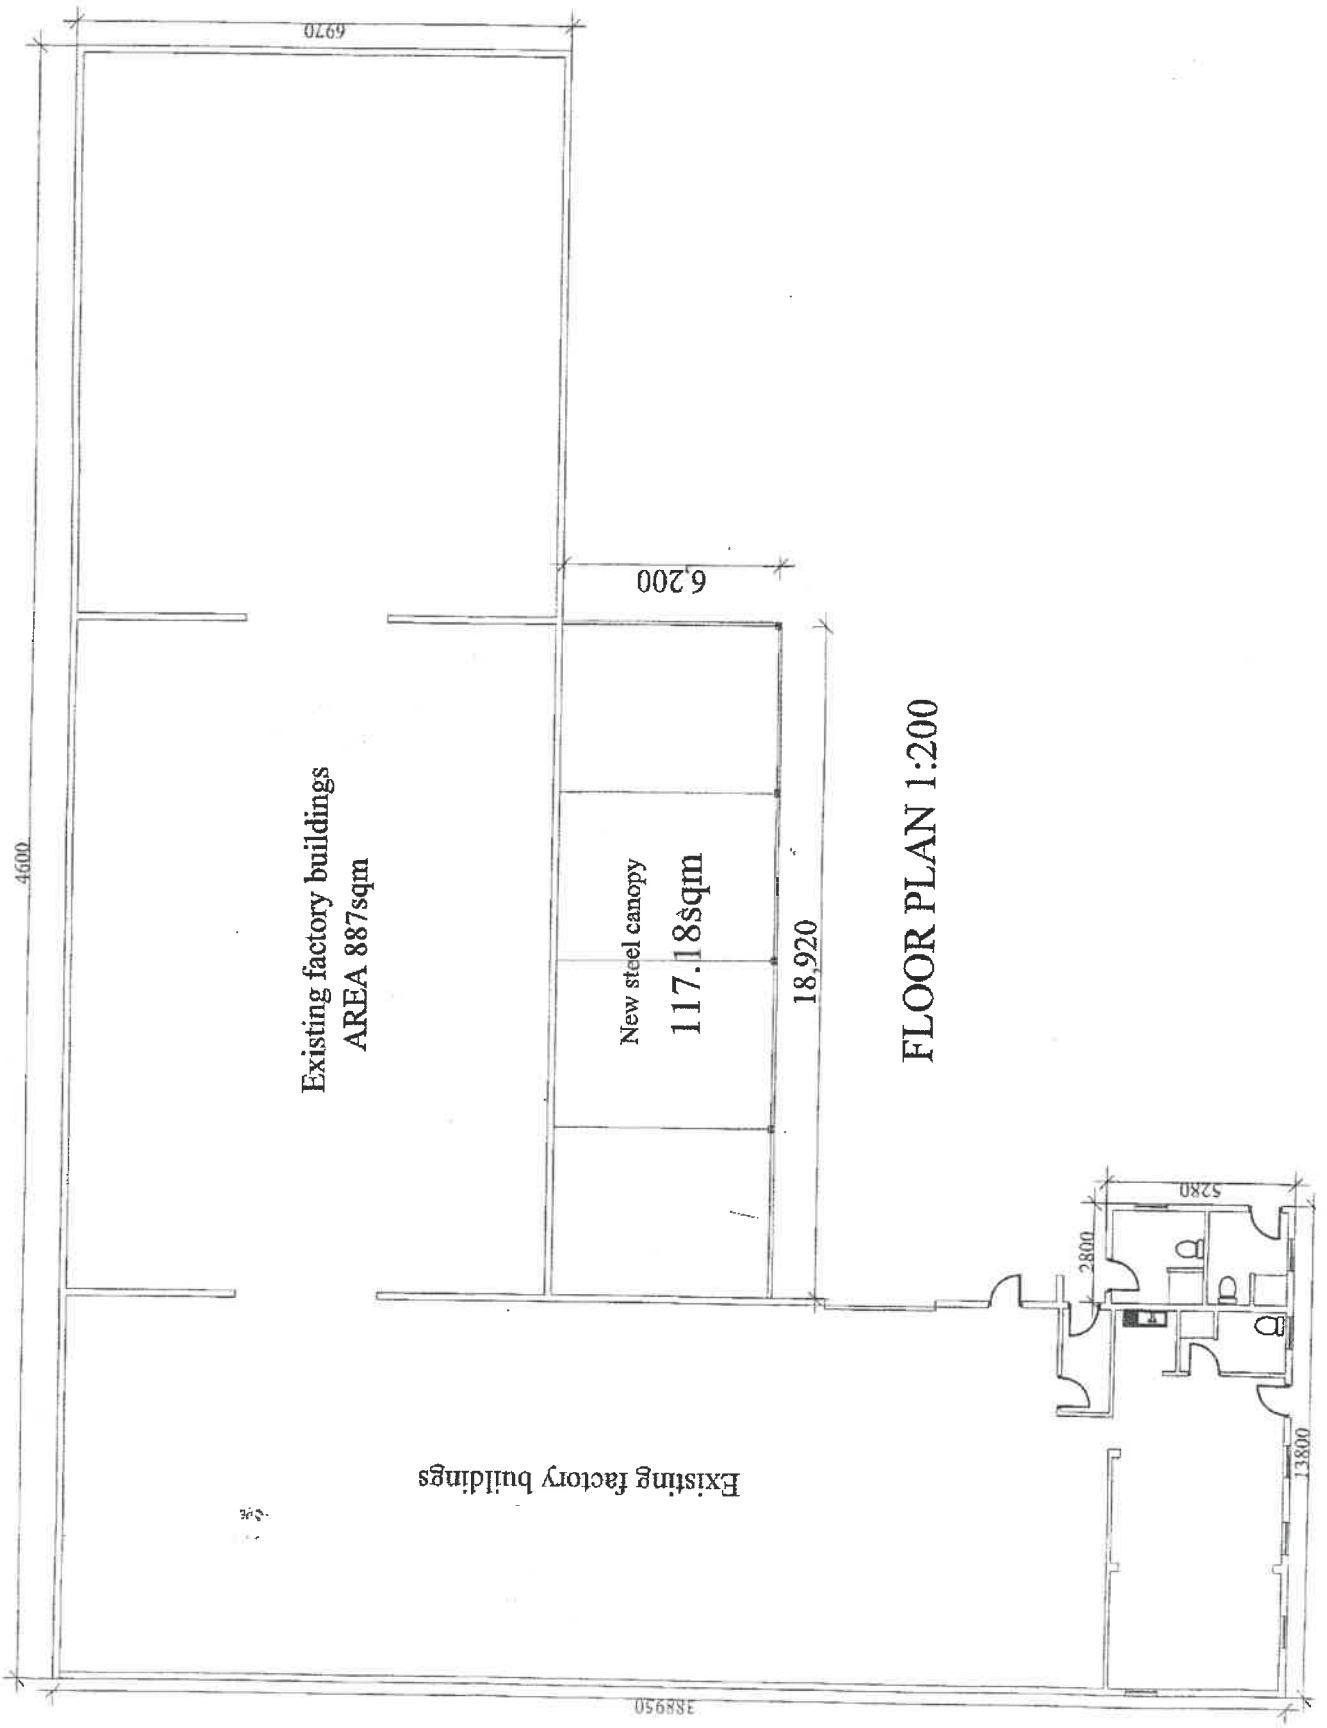 6970
4600
Existing factory buildings
AREA 887sqm
6,200
New steel canopy
117.18sqm
18,920
FLOOR PLAN 1:200
2800
5280
Existing factory buildings
13800
388950